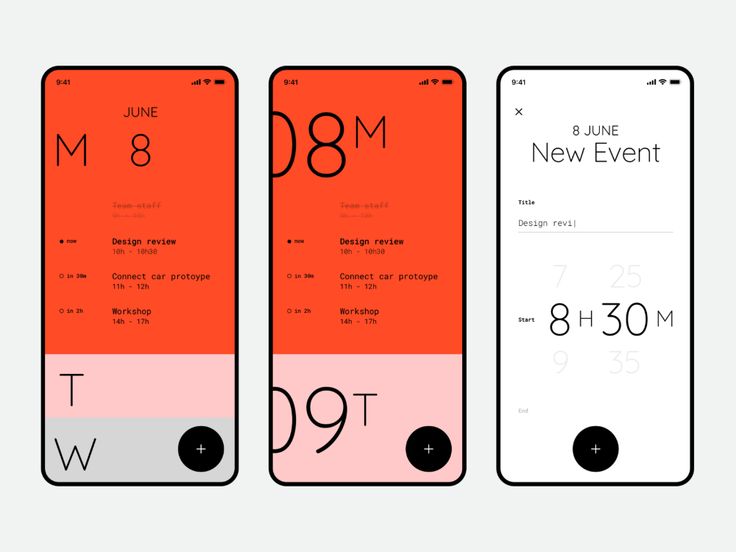 9:41
JUNE
M 8
Team staff
9h - 10h
now
Design review
10h - 10h30
in 30m
Connect car protoype
11h - 12h
in 2h
Workshop
14h - 17h
T
W
+
9:41
08M
Team staff
9h - 10h
now
Design review
10h - 10h30
in 30m
Connect car protoype
11h - 12h
in 2h
Workshop
14h - 17h
09T
+
9:41
×
8 JUNE
New Event
Title
Design revi|
7 25
Start 8 H 30 M
9 35
End
+